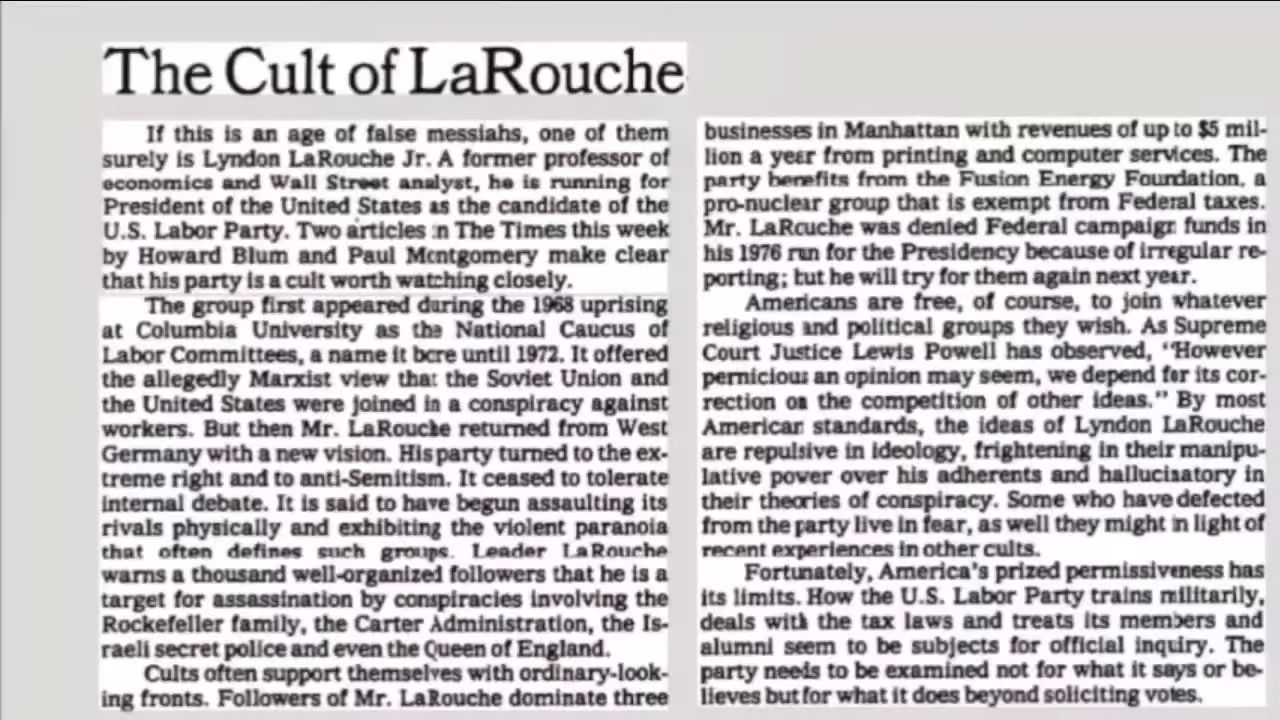 The Cult of LaRouche
If this is an age of false messiahs, one of them
surely is Lyndon LaRouche Jr. A former professor of
economics and Wall Street analyst, he is running for
President of the United States as the candidate of the
U.S. Labor Party. Two articles in The Times this week
by Howard Blum and Paul Montgomery make clear
that his party is a cult worth watching closely.
The group first appeared during the 1968 uprising
at Columbia University as the National Caucus of
Labor Committees, a name it bore until 1972. It offered
the allegedly Marxist view that the Soviet Union and
the United States were joined in a conspiracy against
workers. But then Mr. LaRouche returned from West
Germany with a new vision. His party turned to the ex-
treme right and to anti-Semitism. It ceased to tolerate
internal debate. It is said to have begun assaulting its
rivals physically and exhibiting the violent paranoia
that often defines such groups. Leader LaRouche
warns a thousand well-organized followers that he is a
target for assassination by conspiracies involving the
Rockefeller family, the Carter Administration, the Is-
raeli secret police and even the Queen of England.
Cults often support themselves with ordinary-look-
ing fronts. Followers of Mr. LaRouche dominate three
businesses in Manhattan with revenues of up to $5 mil-
lion a year from printing and computer services. The
party benefits from the Fusion Energy Foundation, a
pro-nuclear group that is exempt from Federal taxes.
Mr. LaRouche was denied Federal campaign funds in
his 1976 run for the Presidency because of irregular re-
porting; but he will try for them again next year.
Americans are free, of course, to join whatever
religious and political groups they wish. As Supreme
Court Justice Lewis Powell has observed, "However
pernicious an opinion may seem, we depend for its cor-
rection on the competition of other ideas." By most
American standards, the ideas of Lyndon LaRouche
are repulsive in ideology, frightening in their manipu-
lative power over his adherents and hallucinatory in
their theories of conspiracy. Some who have defected
from the party live in fear, as well they might in light of
recent experiences in other cults.
Fortunately, America's prized permissiveness has
its limits. How the U.S. Labor Party trains militarily,
deals with the tax laws and treats its members and
alumni seem to be subjects for official inquiry. The
party needs to be examined not for what it says or be-
lieves but for what it does beyond soliciting votes.